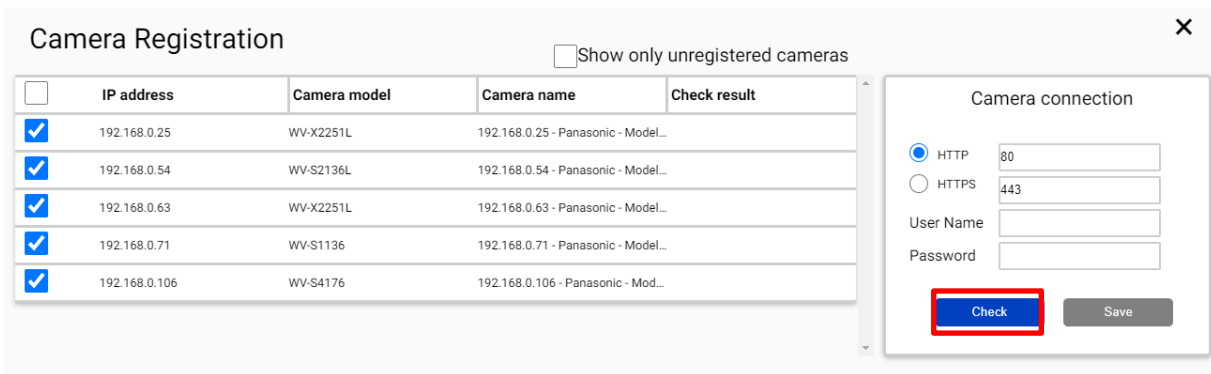 Camera Registration
Show only unregistered cameras
IP address Camera model Camera name Check result
192.168.0.25 WV-X2251L 192.168.0.25 - Panasonic - Model...
192.168.0.54 WV-S2136L 192.168.0.54 - Panasonic - Model...
192.168.0.63 WV-X2251L 192.168.0.63 - Panasonic - Model...
192.168.0.71 WV-S1136 192.168.0.71 - Panasonic - Model...
192.168.0.106 WV-S4176 192.168.0.106 - Panasonic - Mod...
Camera connection
HTTP 80
HTTPS 443
User Name
Password
Check Save